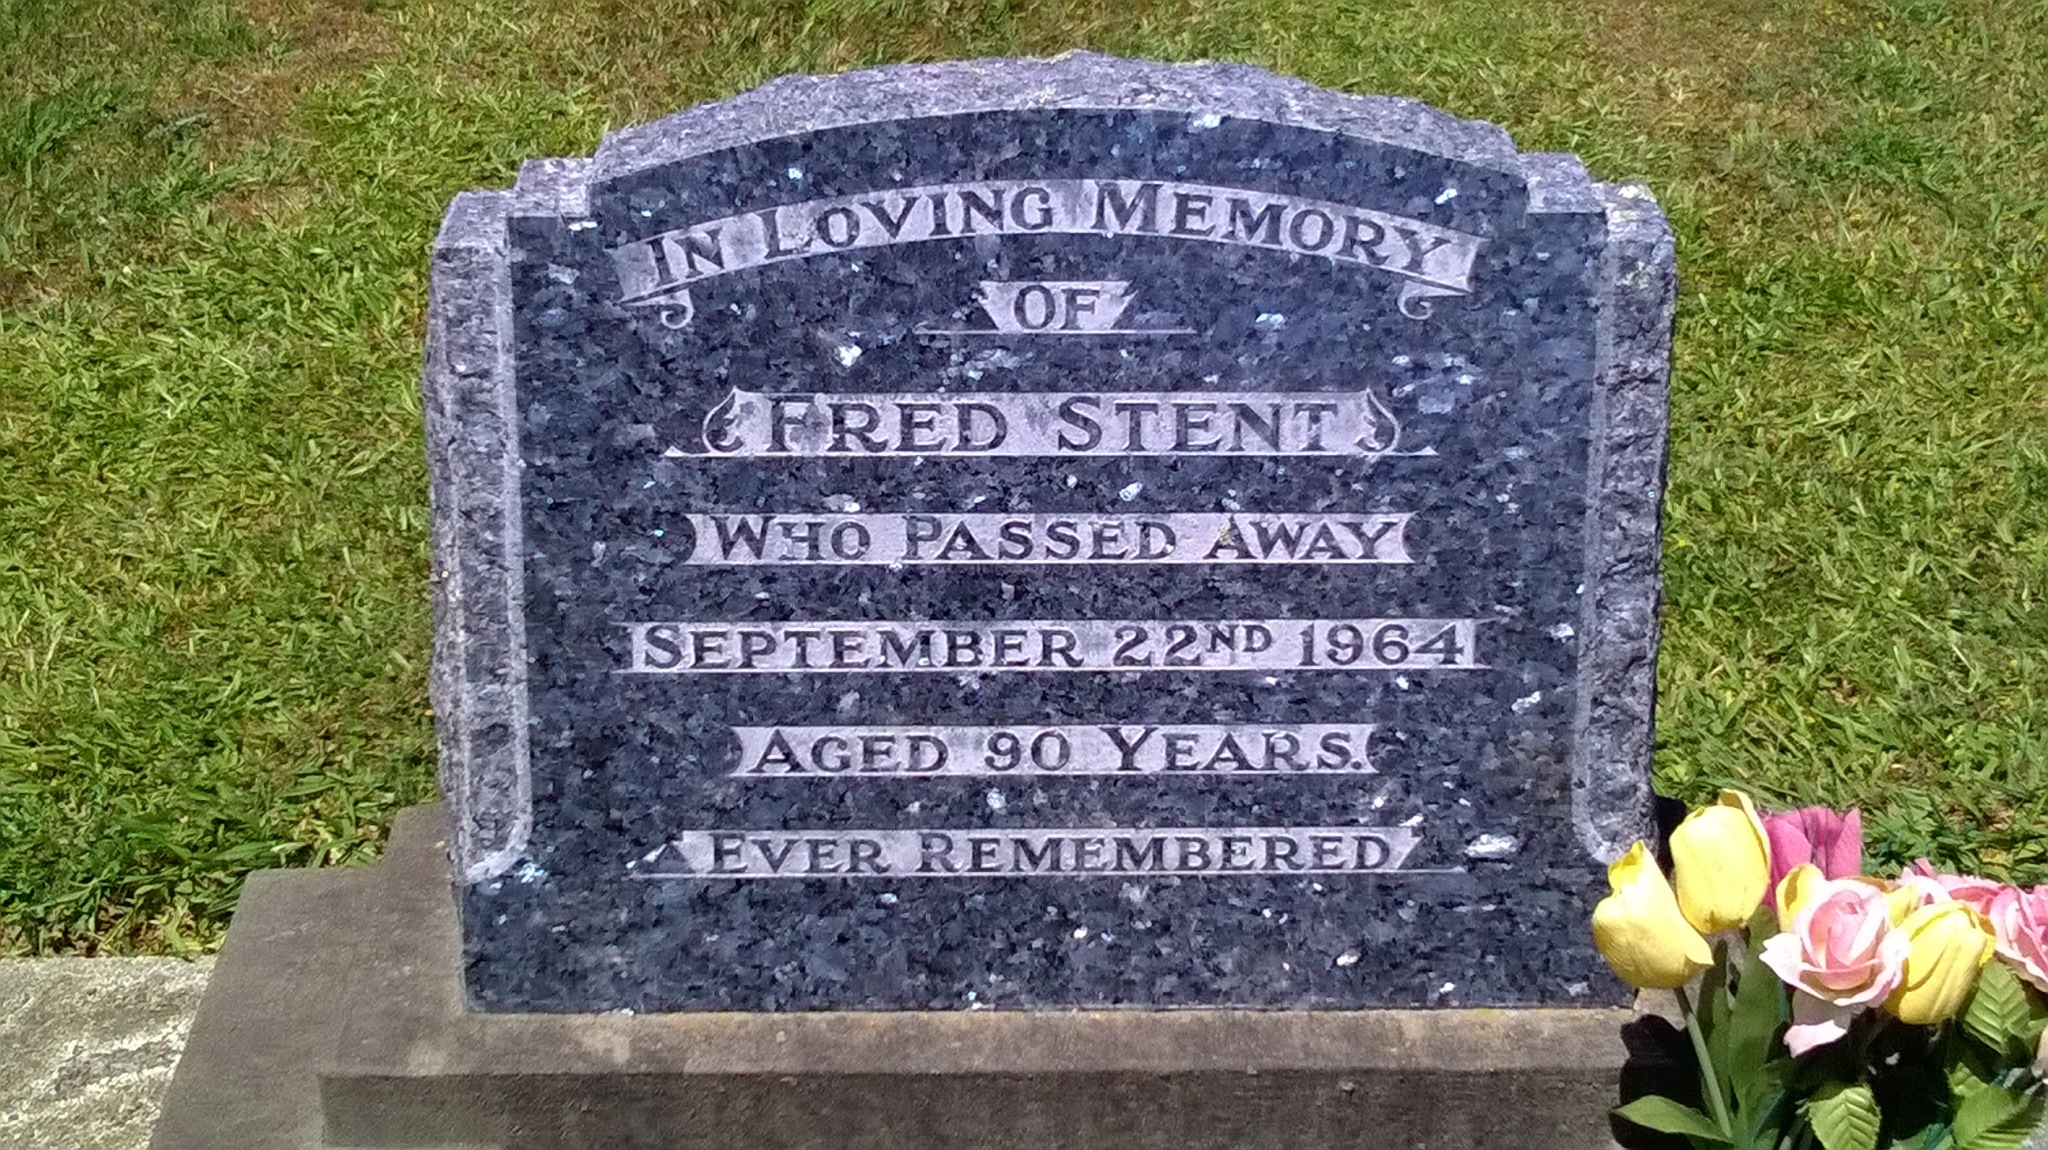 IN LOVING MEMORY
OF
FRED STENT
WHO PASSED AWAY
SEPTEMBER 22ND 1964
AGED 90 YEARS.
EVER REMEMBERED